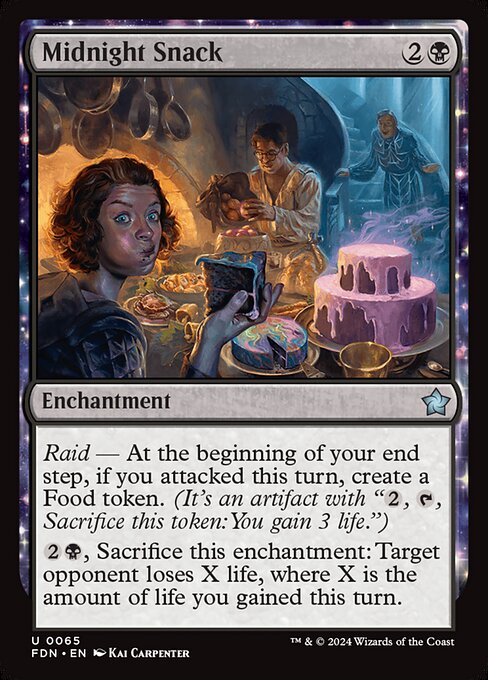 Midnight Snack 2
Enchantment
Raid — At the beginning of your end
step, if you attacked this turn, create a
Food token. (It's an artifact with “2, ,
Sacrifice this token: You gain 3 life.”)
2 , Sacrifice this enchantment: Target
opponent loses X life, where X is the
amount of life you gained this turn.
U 0065
FDN • EN Kai Carpenter
™ & © 2024 Wizards of the Coast